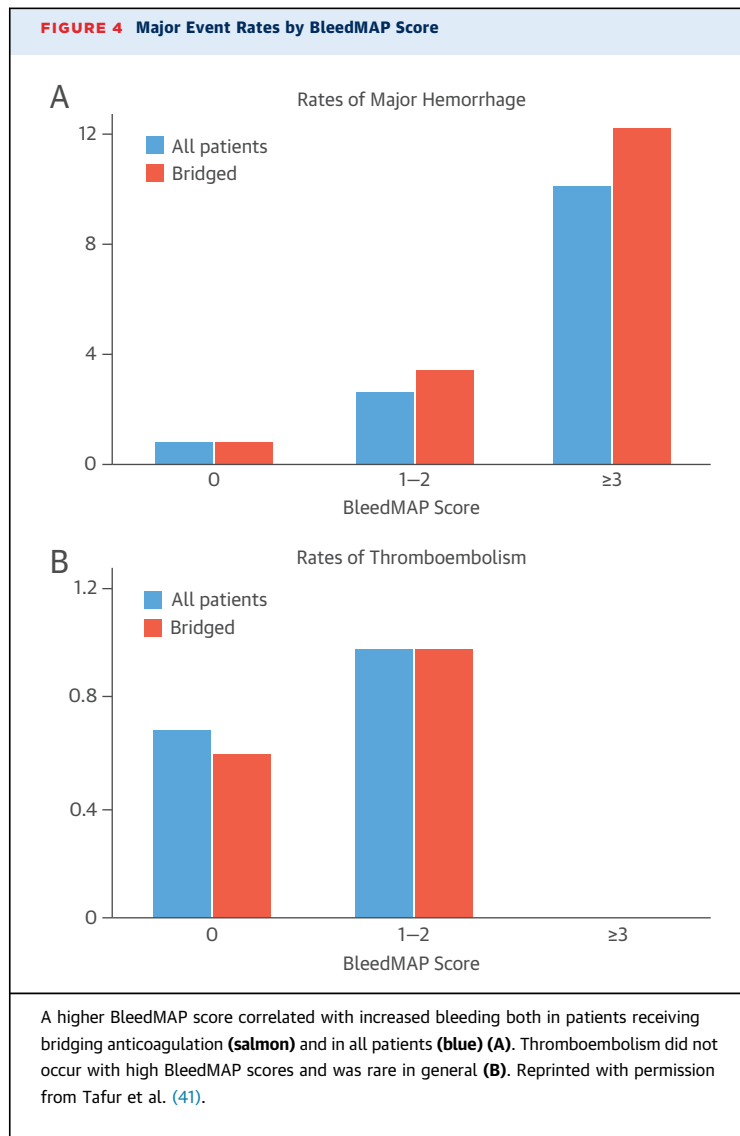 FIGURE 4 Major Event Rates by BleedMAP Score
A
Rates of Major Hemorrhage
12
8
4
0
All patients
Bridged
0
1–2
≥3
BleedMAP Score
B
Rates of Thromboembolism
1.2
0.8
0.4
0
All patients
Bridged
0
1–2
≥3
BleedMAP Score
A higher BleedMAP score correlated with increased bleeding both in patients receiving
bridging anticoagulation (salmon) and in all patients (blue) (A). Thromboembolism did not
occur with high BleedMAP scores and was rare in general (B). Reprinted with permission
from Tafur et al. (41).